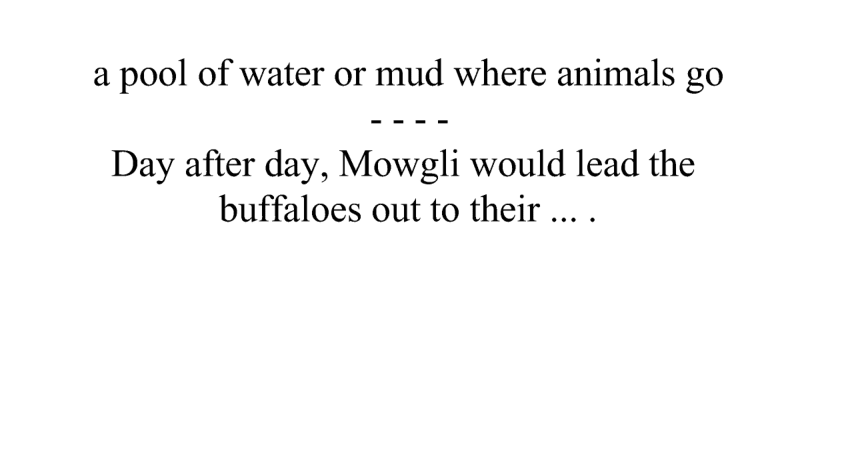 a pool of water or mud where animals go
- - - -
Day after day, Mowgli would lead the
buffaloes out to their ... .